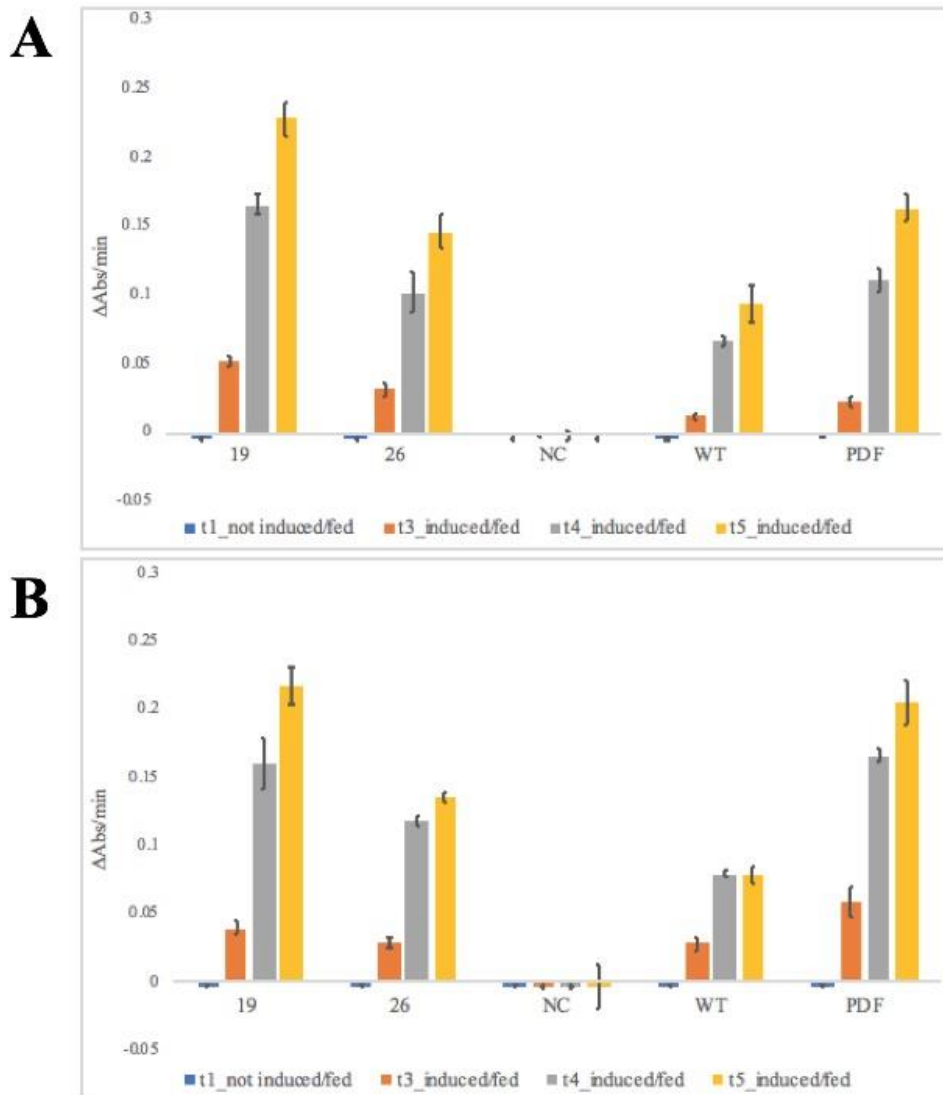 A
0.3
0.25
0.2
0.15
0.1
0.05
0
-0.05
ΔAbs/min
19 26 NC WT PDF
t1_not induced/fed t3_induced/fed t4_induced/fed t5_induced/fed
B
0.3
0.25
0.2
0.15
0.1
0.05
0
-0.05
ΔAbs/min
19 26 NC WT PDF
t1_not induced/fed t3_induced/fed t4_induced/fed t5_induced/fed